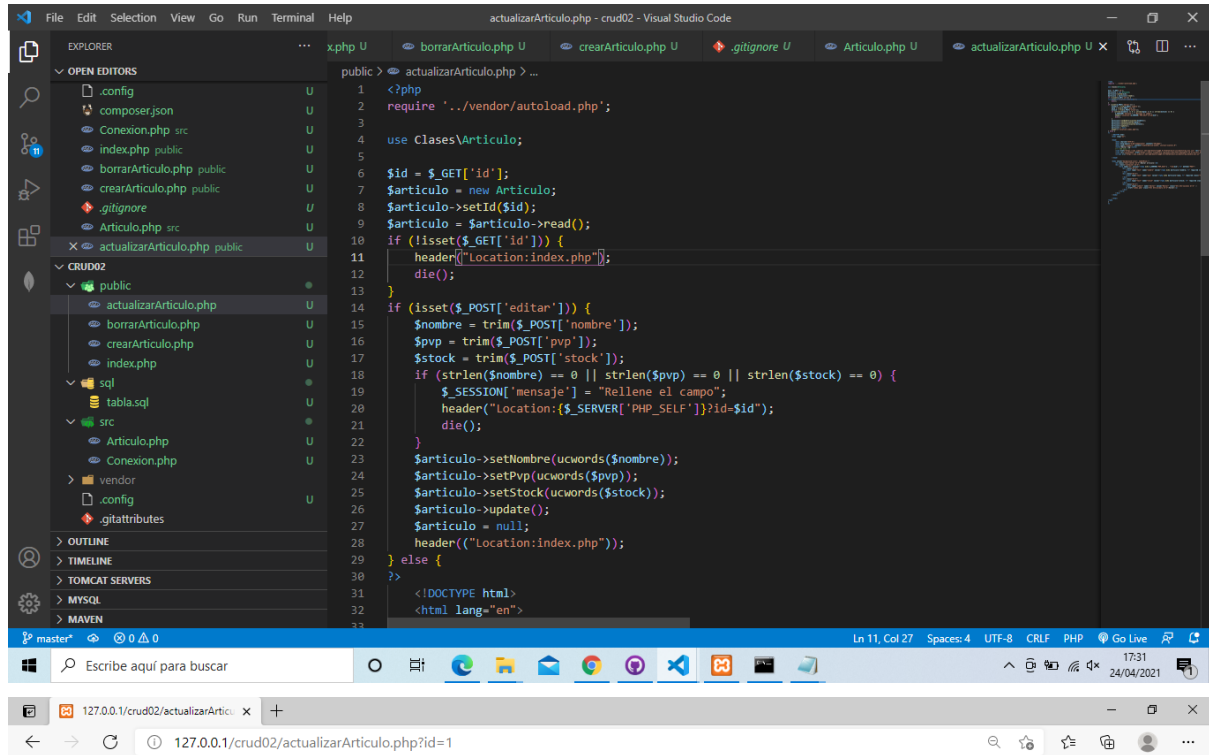 File Edit Selection View Go Run Terminal Help actualizarArticulo.php - crud02 - Visual Studio Code
EXPLORER
x.php U borrarArticulo.php U crearArticulo.php U .gitignore U Articulo.php U actualizarArticulo.php U
OPEN EDITORS
.config U
composer.json U
Conexion.php src U
index.php public U
borrarArticulo.php public U
crearArticulo.php public U
.gitignore U
Articulo.php src U
actualizarArticulo.php public U
CRUD02
public
actualizarArticulo.php U
borrarArticulo.php U
crearArticulo.php U
index.php U
sql
tabla.sql U
src
Articulo.php U
Conexion.php U
vendor
.config U
.gitattributes
OUTLINE
TIMELINE
TOMCAT SERVERS
MYSQL
MAVEN
11
public > actualizarArticulo.php > ...
1 <?php
2 require '../vendor/autoload.php';
3
4 use Clases\Articulo;
5
6 $id = $_GET['id'];
7 $articulo = new Articulo;
8 $articulo->setId($id);
9 $articulo = $articulo->read();
10 if (!isset($_GET['id'])) {
11 header("Location:index.php");
12 die();
13 }
14 if (isset($_POST['editar'])) {
15 $nombre = trim($_POST['nombre']);
16 $pvp = trim($_POST['pvp']);
17 $stock = trim($_POST['stock']);
18 if (strlen($nombre) == 0 || strlen($pvp) == 0 || strlen($stock) == 0) {
19 $_SESSION['mensaje'] = "Rellene el campo";
20 header("Location:{$_SERVER['PHP_SELF']}?id=$id");
21 die();
22 }
23 $articulo->setNombre(ucwords($nombre));
24 $articulo->setPvp(ucwords($pvp));
25 $articulo->setStock(ucwords($stock));
26 $articulo->update();
27 $articulo = null;
28 header(("Location:index.php"));
29 } else {
30 ?>
31 <!DOCTYPE html>
32 <html lang="en">
33
master* 0 0 Ln 11, Col 27 Spaces: 4 UTF-8 CRLF PHP Go Live
Escribe aquí para buscar 17:31
24/04/2021
1
127.0.0.1/crud02/actualizarArticu
127.0.0.1/crud02/actualizarArticulo.php?id=1